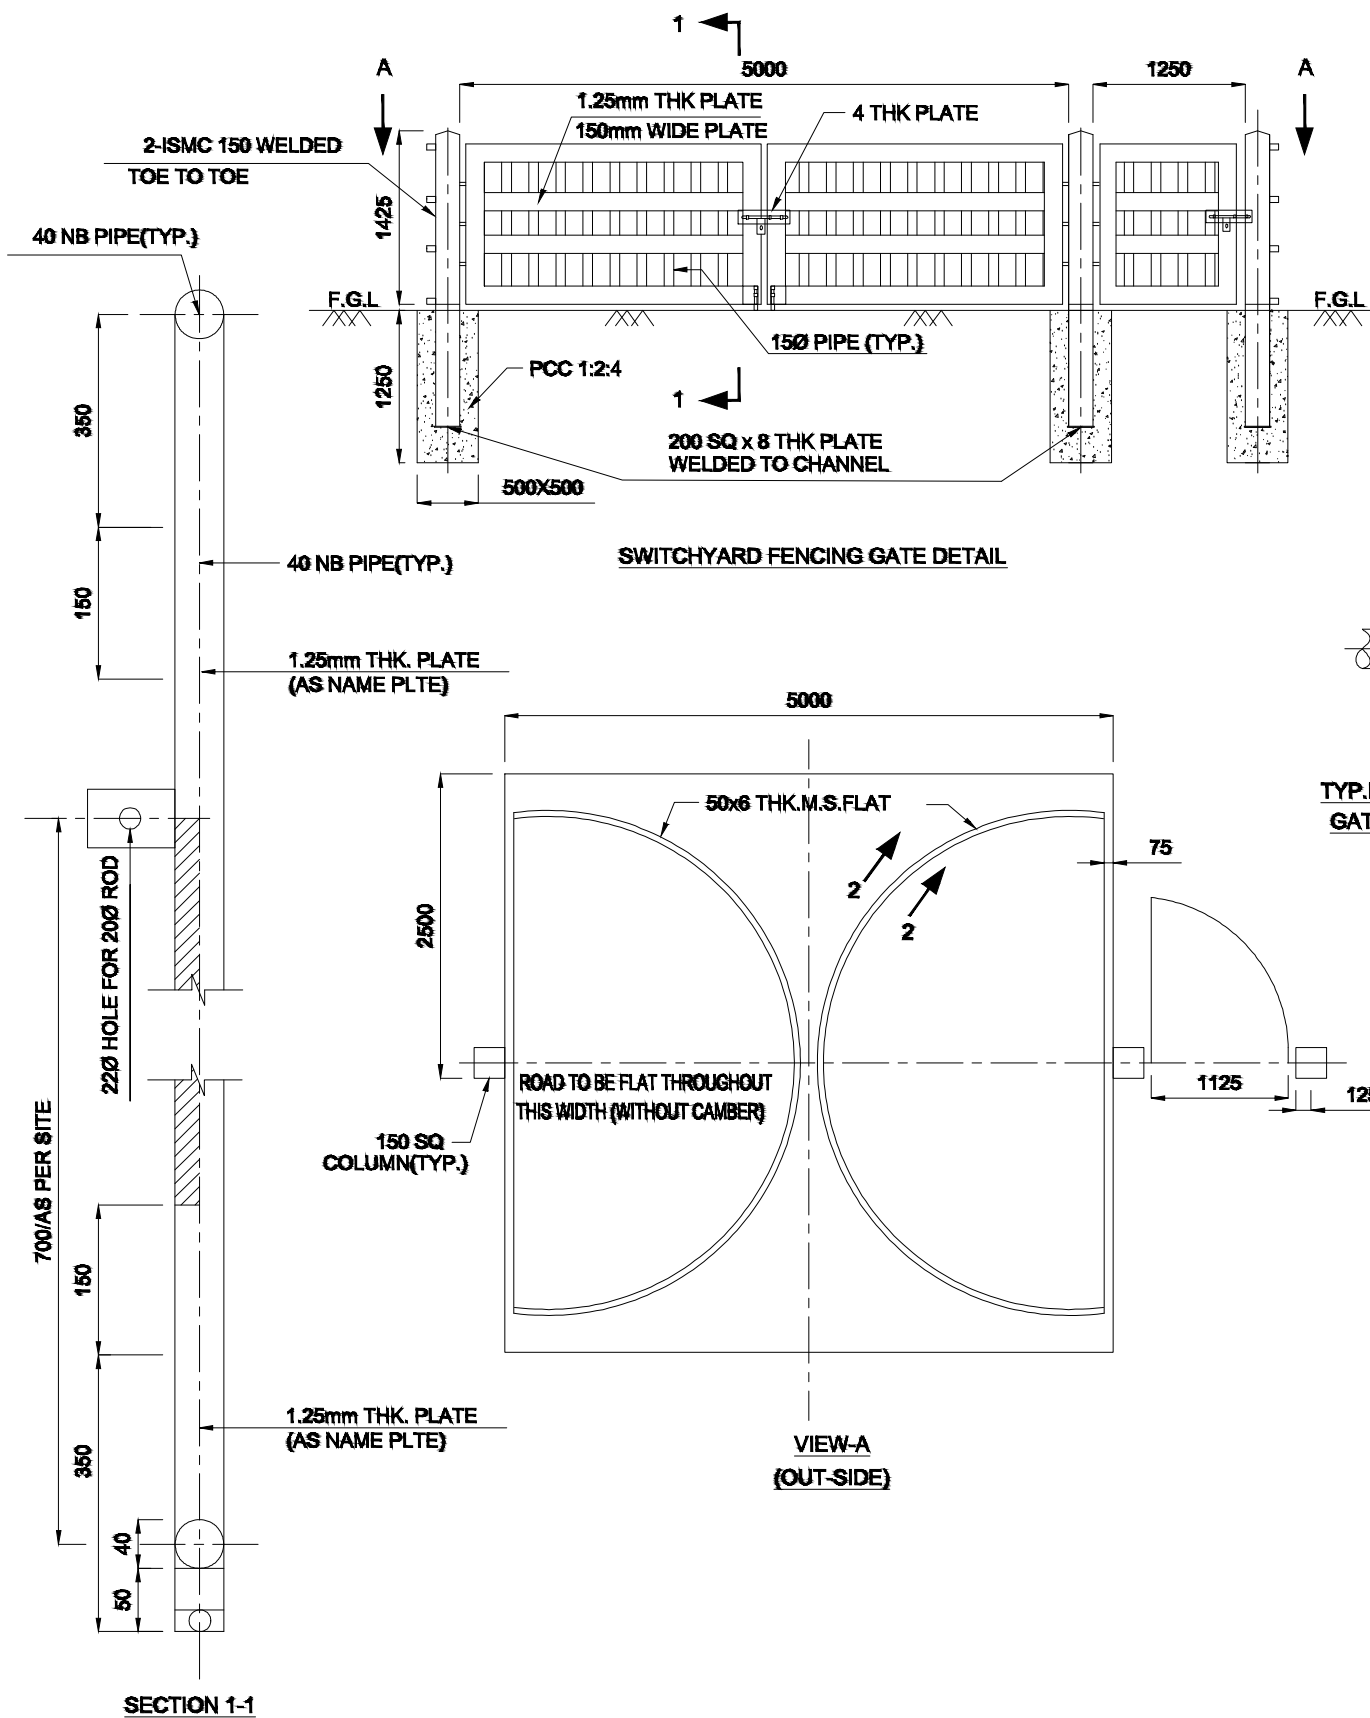 1
A
5000
1250
A
1.25mm THK PLATE
150mm WIDE PLATE
4 THK PLATE
2-ISMC 150 WELDED
TOE TO TOE
1425
40 NB PIPE(TYP.)
F.G.L
F.G.L
15Ø PIPE (TYP.)
PCC 1:2:4
1250
1
350
200 SQ x 8 THK PLATE
WELDED TO CHANNEL
500X500
SWITCHYARD FENCING GATE DETAIL
40 NB PIPE(TYP.)
150
1.25mm THK. PLATE
(AS NAME PLTE)
5000
TYP.
GAT
50x6 THK.M.S.FLAT
75
2
2
2500
22Ø HOLE FOR 20Ø ROD
ROAD TO BE FLAT THROUGHOUT
THIS WIDTH (WITHOUT CAMBER)
1125
125
150 SQ
COLUMN(TYP.)
700/AS PER SITE
150
1.25mm THK. PLATE
(AS NAME PLTE)
350
VIEW-A
(OUT-SIDE)
40
50
SECTION 1-1